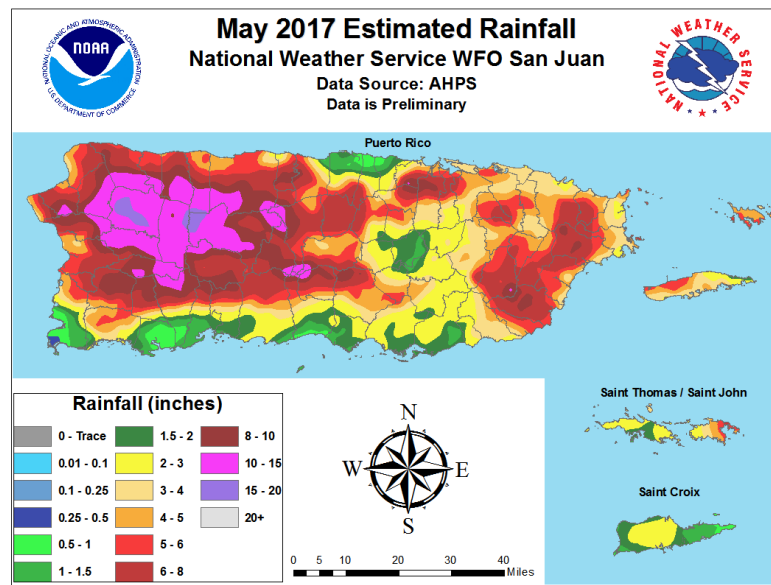 May 2017 Estimated Rainfall
National Weather Service WFO San Juan
Data Source: AHPS
Data is Preliminary
NATIONAL OCEANIC AND ATMOSPHERIC ADMINISTRATION
NOAA
U.S. DEPARTMENT OF COMMERCE
NATIONAL WEATHER SERVICE
Puerto Rico
Saint Thomas / Saint John
Saint Croix
Rainfall (inches)
0 - Trace
0.01 - 0.1
0.1 - 0.25
0.25 - 0.5
0.5 - 1
1 - 1.5
1.5 - 2
2 - 3
3 - 4
4 - 5
5 - 6
6 - 8
8 - 10
10 - 15
15 - 20
20+
N
W E
S
0 5 10 20 30 40
Miles